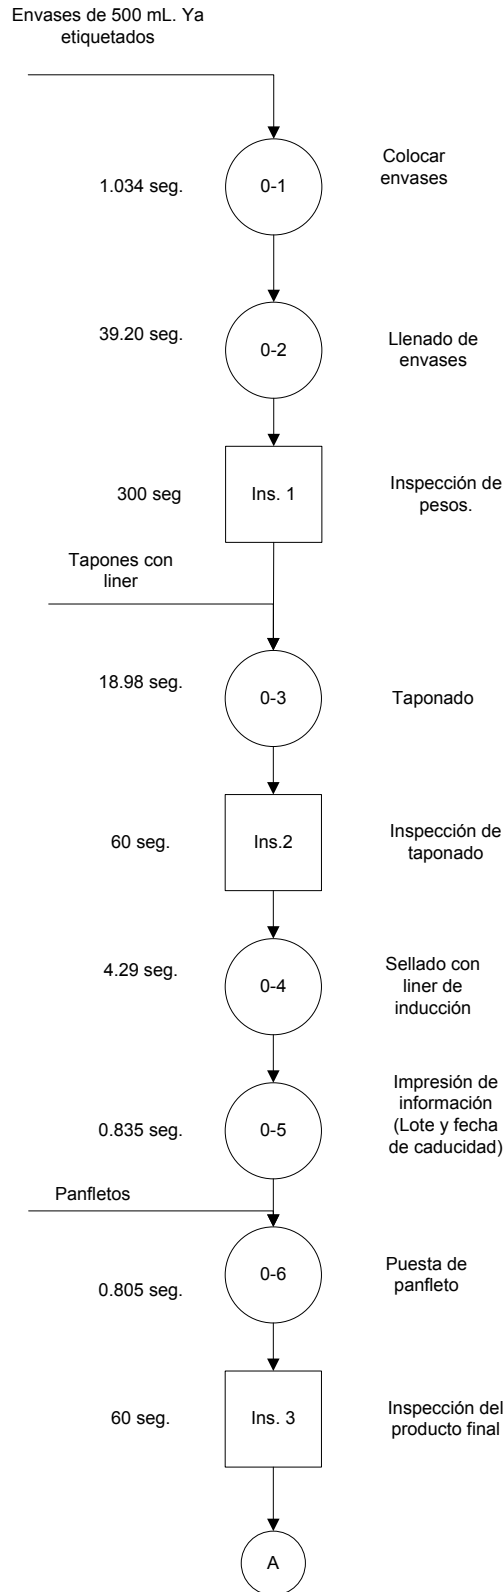 Envases de 500 mL. Ya
etiquetados
1.034 seg.
0-1
Colocar
envases
39.20 seg.
0-2
Llenado de
envases
300 seg
Ins. 1
Inspección de
pesos.
Tapones con
liner
18.98 seg.
0-3
Taponado
60 seg.
Ins.2
Inspección de
taponado
4.29 seg.
0-4
Sellado con
liner de
inducción
0.835 seg.
0-5
Impresión de
información
(Lote y fecha
de caducidad)
Panfletos
0.805 seg.
0-6
Puesta de
panfleto
60 seg.
Ins. 3
Inspección del
producto final
A